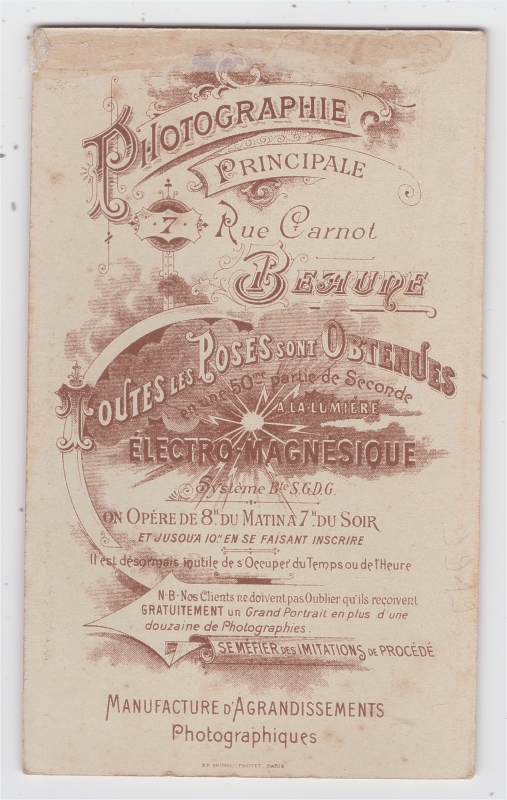 PHOTOGRAPHIE
PRINCIPALE
7 Rue Carnot
BEAUNE
TOUTES LES POSES SONT OBTENUES
en une 50me partie de Seconde
A LA LUMIÈRE
ÉLECTRO-MAGNÉSIQUE
Système Bté S.G.D.G.
ON OPÉRE DE 8H. DU MATIN A 7H. DU SOIR
ET JUSQU'A 10H EN SE FAISANT INSCRIRE
Il est désormais inutile de s'Occuper du Temps ou de l'Heure
N.B. Nos Clients ne doivent pas Oublier qu'ils reçoivent
GRATUITEMENT un Grand Portrait en plus d'une
douzaine de Photographies.
SE MÉFIER DES IMITATIONS DE PROCÉDÉ
MANUFACTURE D'AGRANDISSEMENTS
Photographiques
PARIS